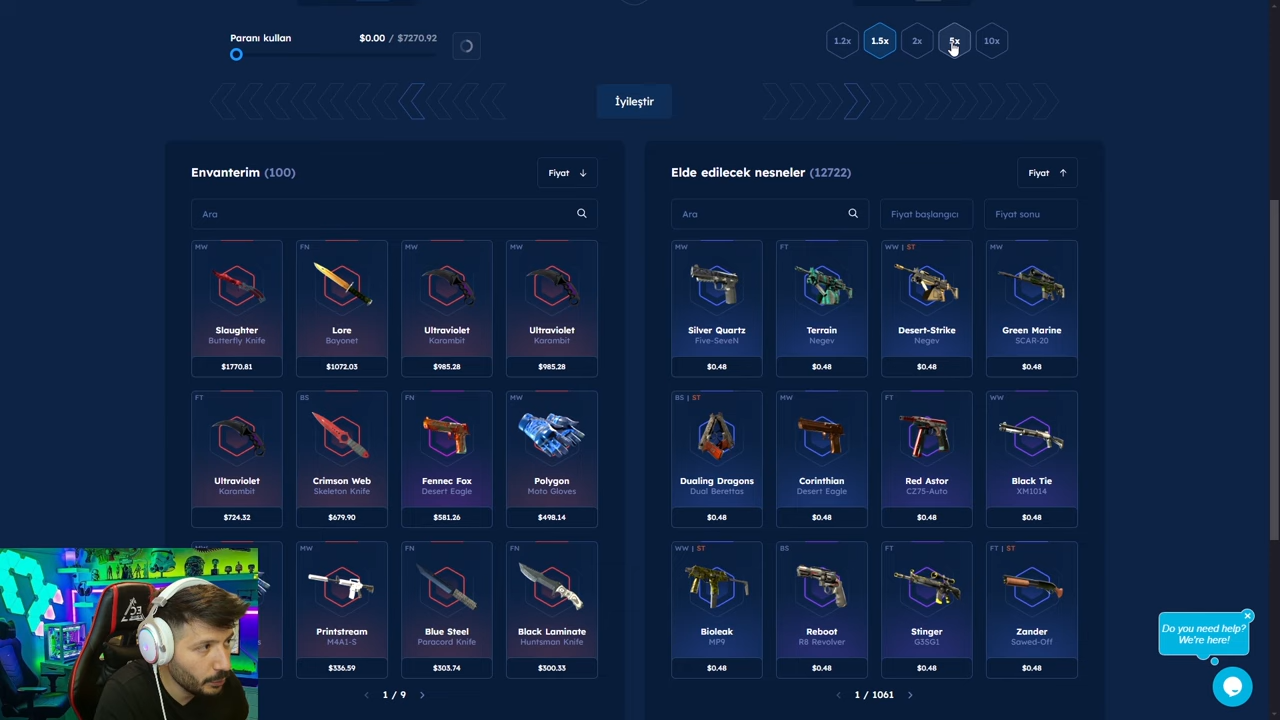 Paranı kullan
$0.00 / $7270.92
1.2x
1.5x
2x
5x
10x
İyileştir
Envanterim (100)
Fiyat
Ara
MW
Slaughter
Butterfly Knife
$1770.81
FN
Lore
Bayonet
$1072.03
MW
Ultraviolet
Karambit
$985.28
MW
Ultraviolet
Karambit
$985.28
FT
Ultraviolet
Karambit
$724.32
BS
Crimson Web
Skeleton Knife
$679.90
FN
Fennec Fox
Desert Eagle
$581.26
MW
Polygon
Moto Gloves
$498.14
MW
Printstream
M4A1-S
$336.59
FN
Blue Steel
Paracord Knife
$303.74
FN
Black Laminate
Huntsman Knife
$300.33
1 / 9
Elde edilecek nesneler (12722)
Fiyat
Ara
Fiyat başlangıcı
Fiyat sonu
MW
Silver Quartz
Five-SeveN
$0.48
FT
Terrain
Negev
$0.48
WW | ST
Desert-Strike
Negev
$0.48
MW
Green Marine
SCAR-20
$0.48
BS | ST
Dualing Dragons
Dual Berettas
$0.48
MW
Corinthian
Desert Eagle
$0.48
FT
Red Astor
CZ75-Auto
$0.48
WW
Black Tie
XM1014
$0.48
WW | ST
Bioleak
MP9
$0.48
BS
Reboot
R8 Revolver
$0.48
FT
Stinger
G3SG1
$0.48
FT | ST
Zander
Sawed-Off
$0.48
1 / 1061
Do you need help?
We're here!